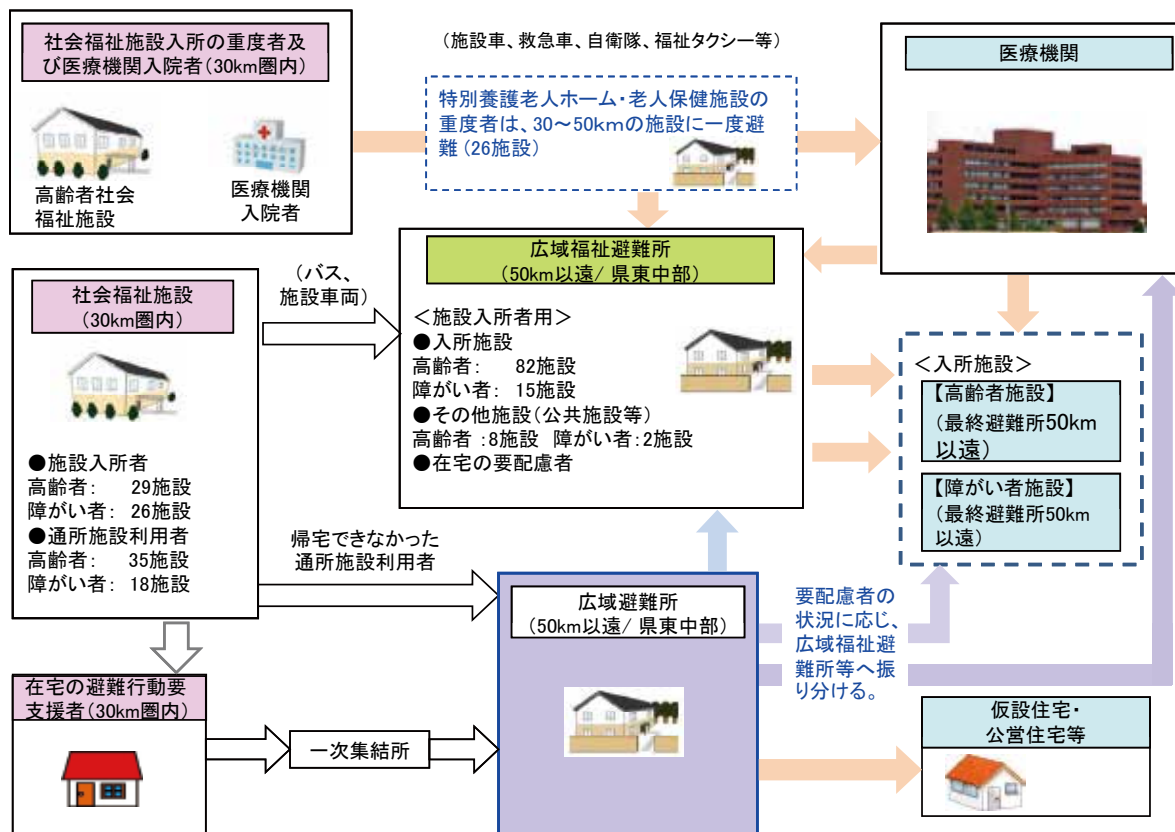 社会福祉施設入所の重度者及
び医療機関入院者(30km圏内)
高齢者社会
福祉施設
医療機関
入院者
(施設車、救急車、自衛隊、福祉タクシー等)
特別養護老人ホーム・老人保健施設の
重度者は、30~50kmの施設に一度避
難(26施設)
医療機関
社会福祉施設
(30km圏内)
●施設入所者
高齢者: 29施設
障がい者: 26施設
●通所施設利用者
高齢者: 35施設
障がい者: 18施設
(バス、
施設車両)
広域福祉避難所
(50km以遠/ 県東中部)
<施設入所者用>
●入所施設
高齢者: 82施設
障がい者: 15施設
●その他施設(公共施設等)
高齢者:8施設 障がい者:2施設
●在宅の要配慮者
<入所施設>
【高齢者施設】
(最終避難所50km
以遠)
【障がい者施設】
(最終避難所50km
以遠)
帰宅できなかった
通所施設利用者
広域避難所
(50km以遠/ 県東中部)
要配慮者の
状況に応じ、
広域福祉避
難所等へ振
り分ける。
在宅の避難行動要
支援者(30km圏内)
一次集結所
仮設住宅・
公営住宅等